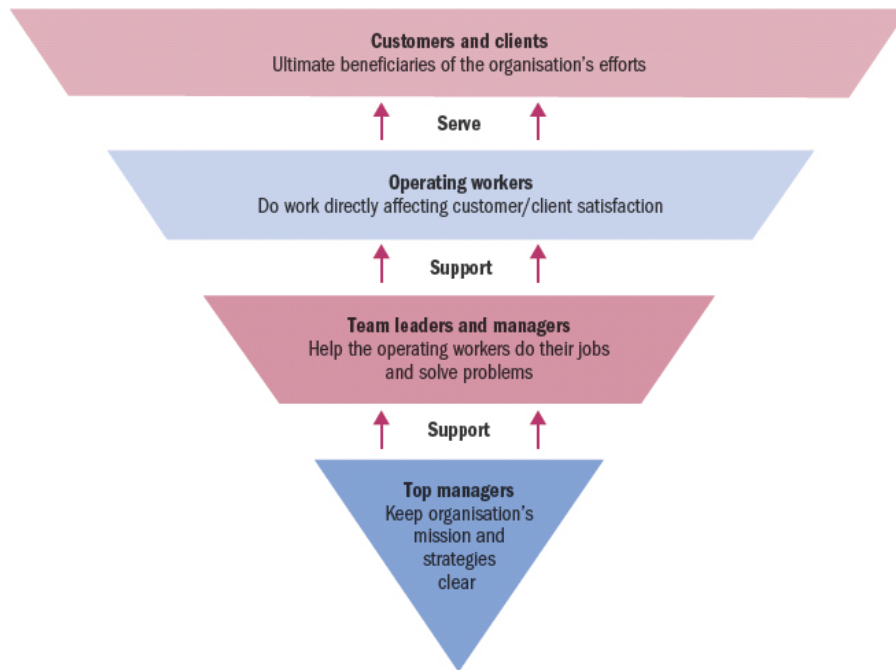 Customers and clients
Ultimate beneficiaries of the organisation’s efforts
Serve
Operating workers
Do work directly affecting customer/client satisfaction
Support
Team leaders and managers
Help the operating workers do their jobs
and solve problems
Support
Top managers
Keep organisation’s
mission and
strategies
clear